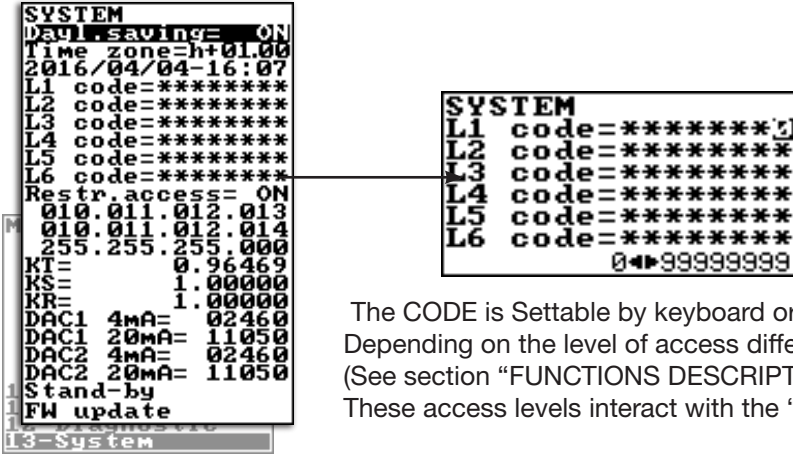 SYSTEM
Dayl.saving= ON
Time zone=h+01.00
2016/04/04-16:07
L1 code=********
L2 code=********
L3 code=********
L4 code=********
L5 code=********
L6 code=********
Restr.access= ON
010.011.012.013
010.011.012.014
255.255.255.000
KT= 0.96469
KS= 1.00000
KR= 1.00000
DAC1 4mA= 02460
DAC1 20mA= 11050
DAC2 4mA= 02460
DAC2 20mA= 11050
Stand-by
FW update
12-Diagnostic
13-System
SYSTEM
L1 code=*******
L2 code=********
L3 code=********
L4 code=********
L5 code=********
L6 code=********
0◄►99999999
The CODE is Settable by keyboard or
Depending on the level of access
(See section “FUNCTIONS
These access levels interact with the “